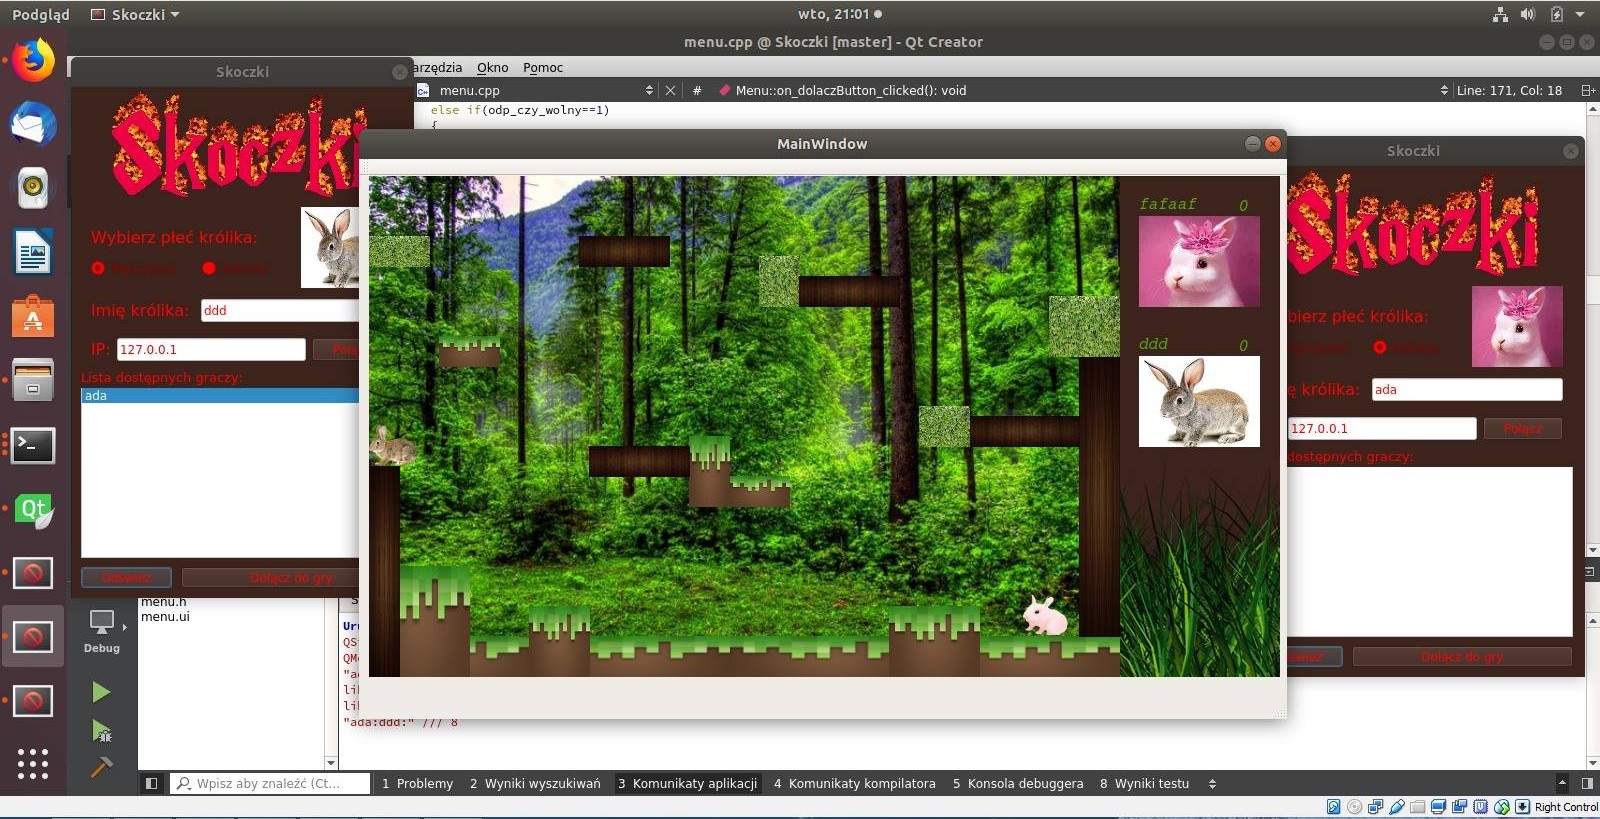 Podgląd
Skoczki
wto, 21:01
menu.cpp @ Skoczki [master] - Qt Creator
Skoczki
arzędzia Okno Pomoc
menu.cpp
#
Menu::on_dolaczButton_clicked(): void
Line: 171, Col: 18
else if(odp_czy_wolny==1)
{
MainWindow
Skoczki
Skoczki
Wybierz płeć królika:
Imię królika: ddd
IP: 127.0.0.1
Lista dostępnych graczy:
ada
Odśwież
Dołącz do gry
fafaaf 0
ddd 0
Skoczki
bierz płeć królika:
ę królika: ada
127.0.0.1 Połącz
dostępnych graczy:
Dołącz do gry
menu.h
menu.ui
Debug
Qt
"ada:ddd:" /// 8
Wpisz aby znaleźć (Ct...
1 Problemy
2 Wyniki wyszukiwań
3 Komunikaty aplikacji
4 Komunikaty kompilatora
5 Konsola debuggera
8 Wyniki testu
Right Control